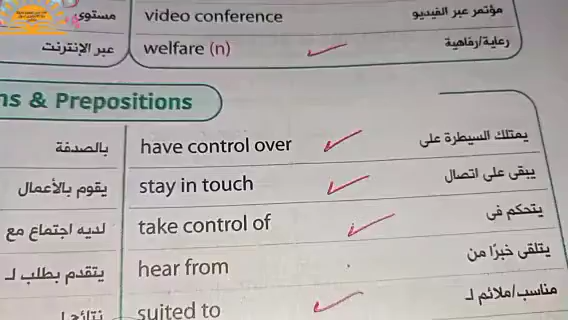 مستوى video conference مؤتمر عبر الفيديو
عبر الإنترنت welfare (n) رعاية/رفاهية
ns & Prepositions
بالصدفة have control over يمتلك السيطرة على
يقوم بالأعمال stay in touch يبقى على اتصال
لديه اجتماع مع take control of يتحكم فى
يتقدم بطلب لـ hear from يتلقى خبرًا من
suited to مناسب/ملائم لـ